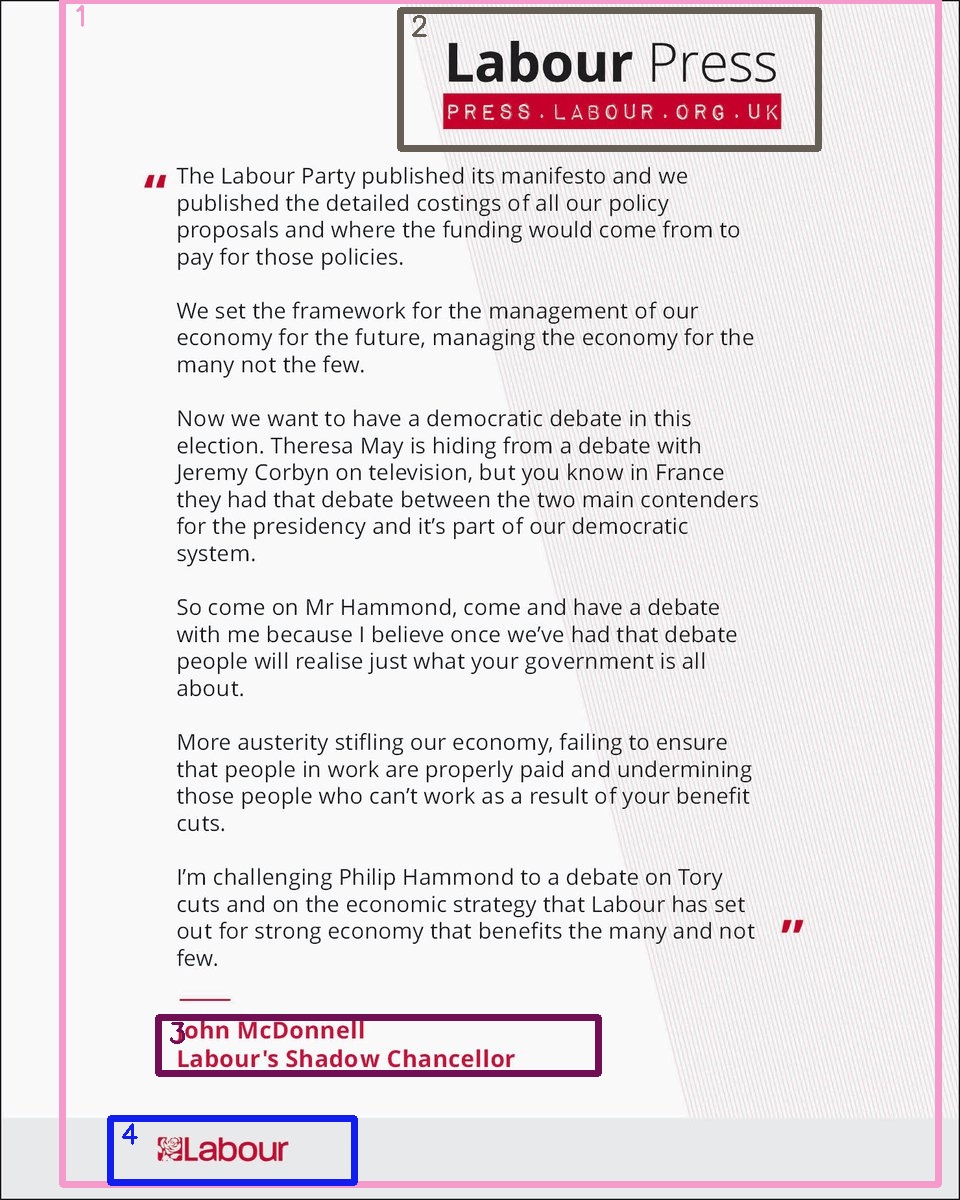 Labour Press
PRESS.LABOUR.ORG.UK
" The Labour Party published its manifesto and we
published the detailed costings of all our policy
proposals and where the funding would come from to
pay for those policies.
We set the framework for the management of our
economy for the future, managing the economy for the
many not the few.
Now we want to have a democratic debate in this
election. Theresa May is hiding from a debate with
Jeremy Corbyn on television, but you know in France
they had that debate between the two main contenders
for the presidency and it’s part of our democratic
system.
So come on Mr Hammond, come and have a debate
with me because I believe once we’ve had that debate
people will realise just what your government is all
about.
More austerity stifling our economy, failing to ensure
that people in work are properly paid and undermining
those people who can’t work as a result of your benefit
cuts.
I’m challenging Philip Hammond to a debate on Tory
cuts and on the economic strategy that Labour has set
out for strong economy that benefits the many and not "
few.
John McDonnell
Labour's Shadow Chancellor
Labour